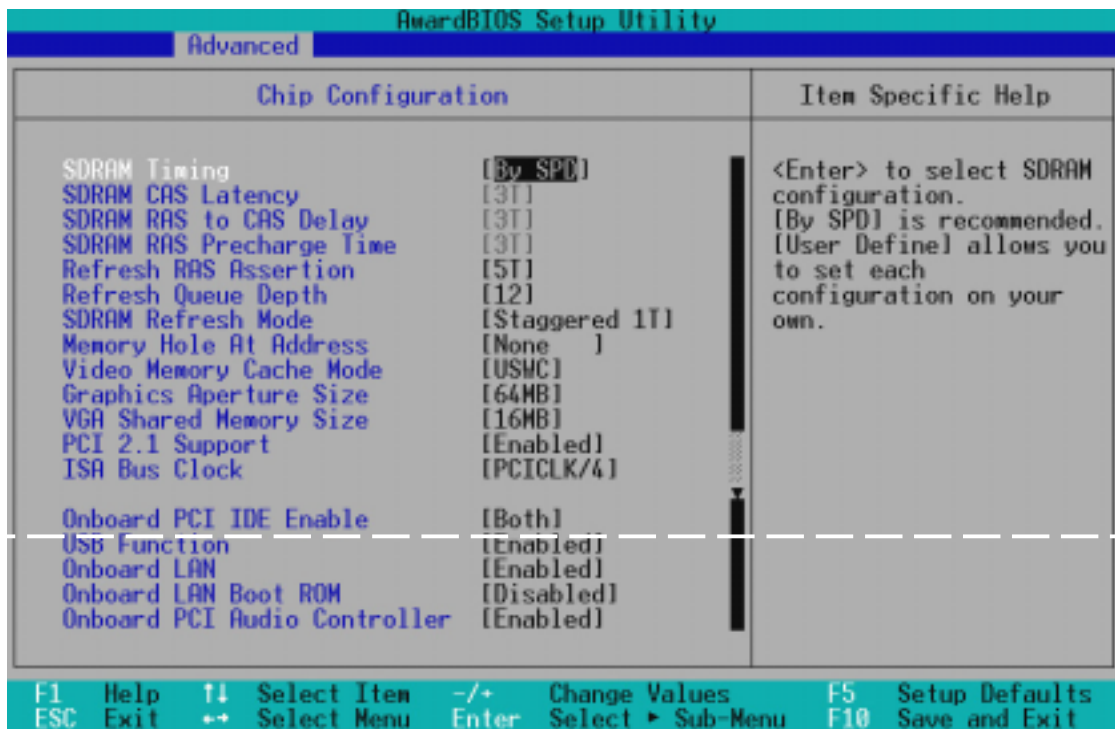 AwardBIOS Setup Utility
Advanced
Chip Configuration
Item Specific Help
SDRAM Timing [By SPD]
SDRAM CAS Latency [3T]
SDRAM RAS to CAS Delay [3T]
SDRAM RAS Precharge Time [3T]
Refresh RAS Assertion [5T]
Refresh Queue Depth [12]
SDRAM Refresh Mode [Staggered 1T]
Memory Hole At Address [None ]
Video Memory Cache Mode [USWC]
Graphics Aperture Size [64MB]
VGA Shared Memory Size [16MB]
PCI 2.1 Support [Enabled]
ISA Bus Clock [PCICLK/4]
Onboard PCI IDE Enable [Both]
USB Function [Enabled]
Onboard LAN [Enabled]
Onboard LAN Boot ROM [Disabled]
Onboard PCI Audio Controller [Enabled]
<Enter> to select SDRAM
configuration.
[By SPD] is recommended.
[User Define] allows you
to set each
configuration on your
own.
F1 Help ↑↓ Select Item -/+ Change Values F5 Setup Defaults
ESC Exit ←→ Select Menu Enter Select ► Sub-Menu F10 Save and Exit